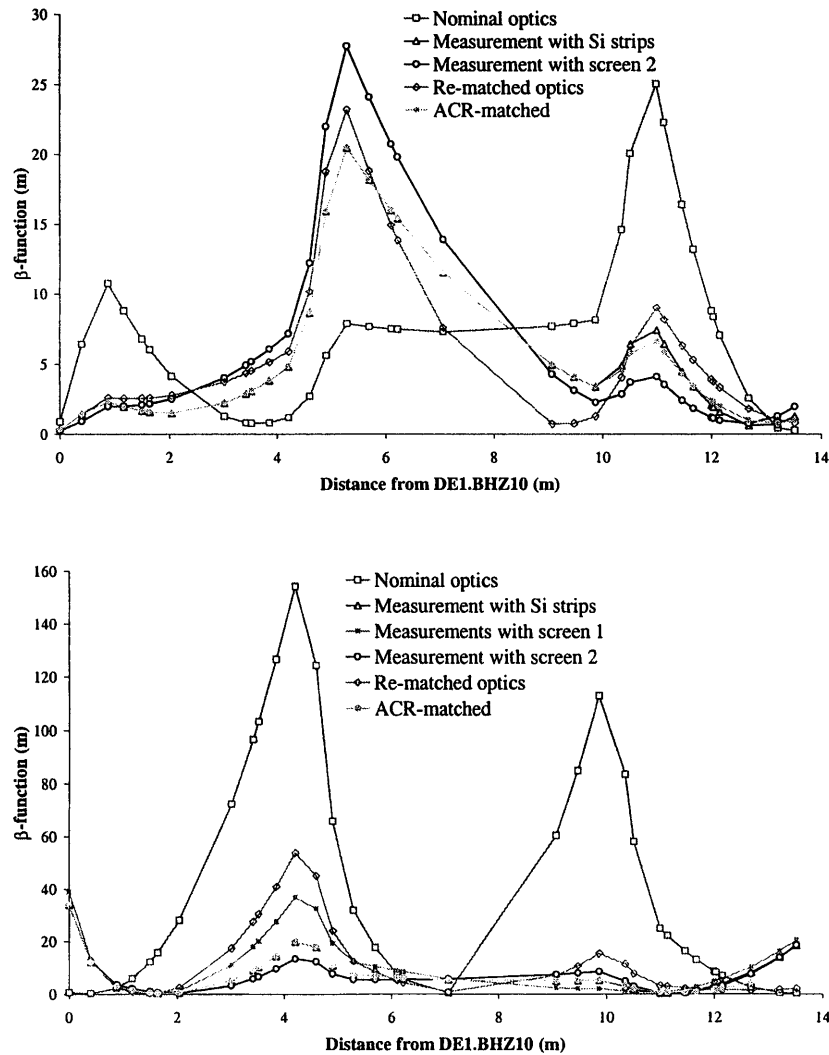 30
25
20
15
10
5
0
β-function (m)
Nominal optics
Measurement with Si strips
Measurement with screen 2
Re-matched optics
ACR-matched
0 2 4 6 8 10 12 14
Distance from DE1.BHZ10 (m)
160
140
120
100
80
60
40
20
0
β-function (m)
Nominal optics
Measurement with Si strips
Measurements with screen 1
Measurement with screen 2
Re-matched optics
ACR-matched
0 2 4 6 8 10 12 14
Distance from DE1.BHZ10 (m)